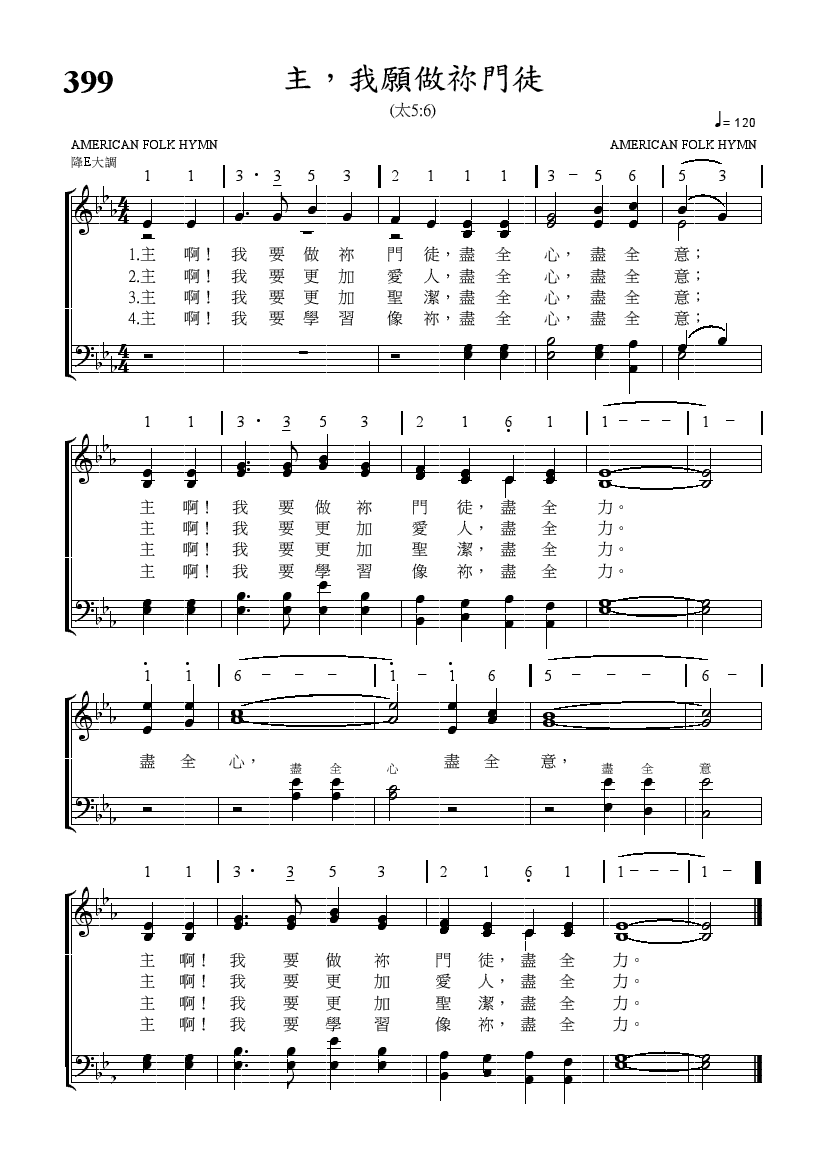 399
主，我願做祢門徒
(太5:6)
♩= 120
AMERICAN FOLK HYMN AMERICAN FOLK HYMN
降E大調
1 1 | 3· 3 5 3 | 2 1 1 1 | 3 – 5 6 | 5 3 |
1.主 啊！我 要 做 祢 門 徒，盡 全 心，盡 全 意；
2.主 啊！我 要 更 加 愛 人，盡 全 心，盡 全 意；
3.主 啊！我 要 更 加 聖 潔，盡 全 心，盡 全 意；
4.主 啊！我 要 學 習 像 祢，盡 全 心，盡 全 意；
1 1 | 3· 3 5 3 | 2 1 6̣ 1 | 1 – – – | 1 – |
主 啊！我 要 做 祢 門 徒，盡 全 力。
主 啊！我 要 更 加 愛 人，盡 全 力。
主 啊！我 要 更 加 聖 潔，盡 全 力。
主 啊！我 要 學 習 像 祢，盡 全 力。
1̇ 1̇ | 6 – – – | 1̇ – 1̇ 6 | 5 – – – | 6 – |
盡 全 心， 盡 全 意，
盡 全 心 盡 全 意
1 1 | 3· 3 5 3 | 2 1 6̣ 1 | 1 – – – | 1 – |
主 啊！我 要 做 祢 門 徒，盡 全 力。
主 啊！我 要 更 加 愛 人，盡 全 力。
主 啊！我 要 更 加 聖 潔，盡 全 力。
主 啊！我 要 學 習 像 祢，盡 全 力。